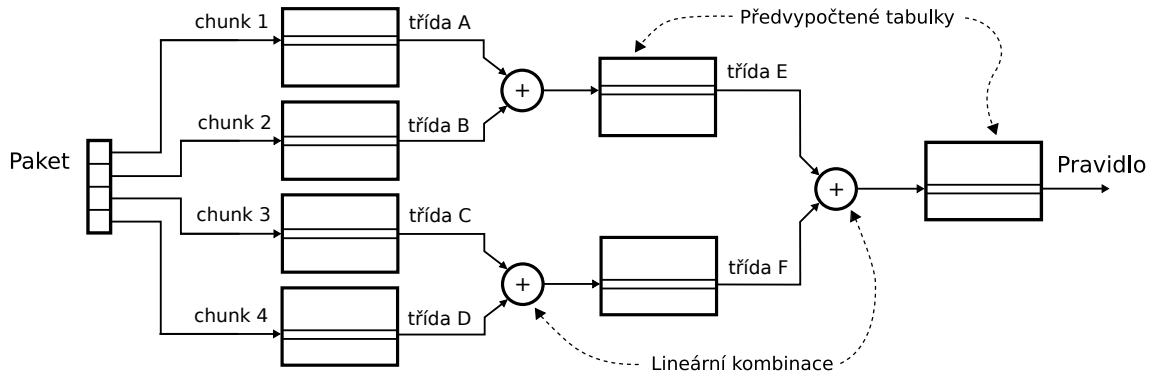 Paket
chunk 1
chunk 2
chunk 3
chunk 4
třída A
třída B
třída C
třída D
+
+
třída E
třída F
Předvypočtené tabulky
+
Lineární kombinace
Pravidlo